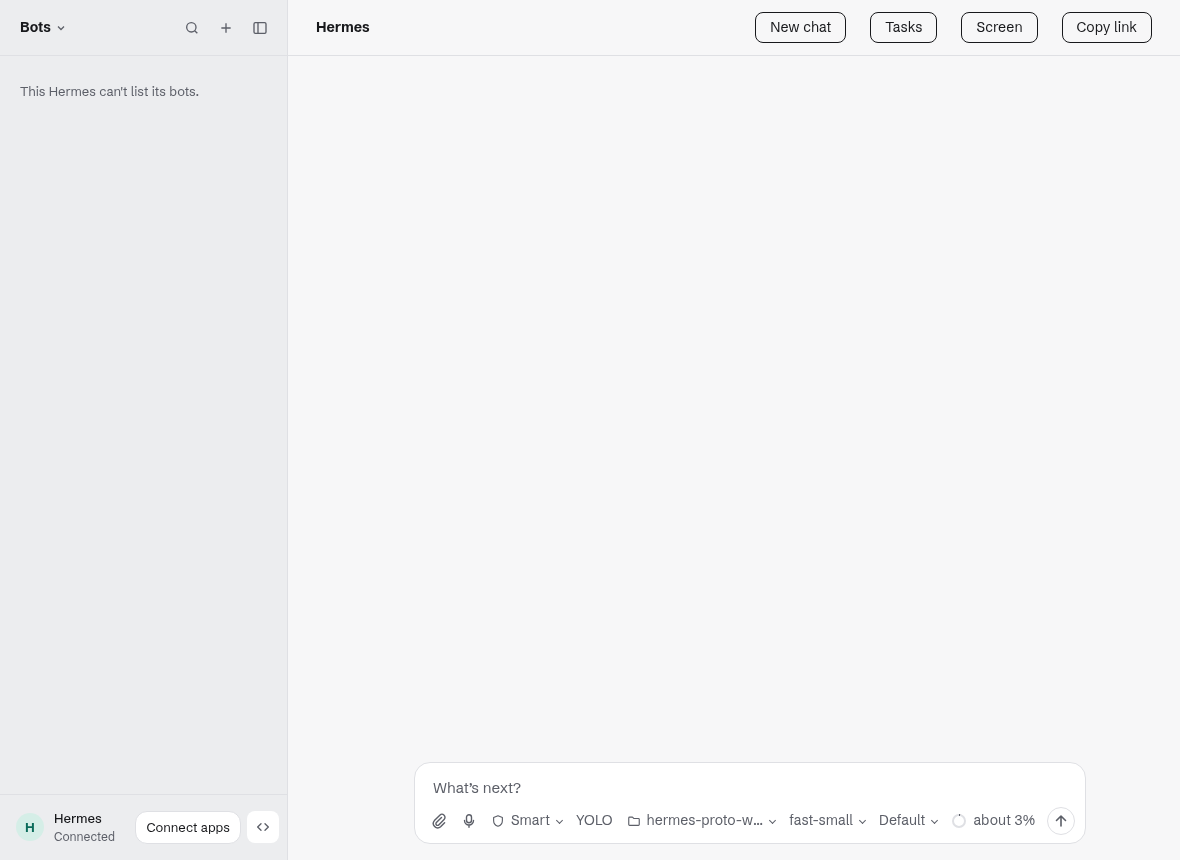 Bots
Hermes
New chat
Tasks
Screen
Copy link
This Hermes can't list its bots.
What's next?
Smart
YOLO
hermes-proto-w...
fast-small
Default
about 3%
H
Hermes
Connected
Connect apps